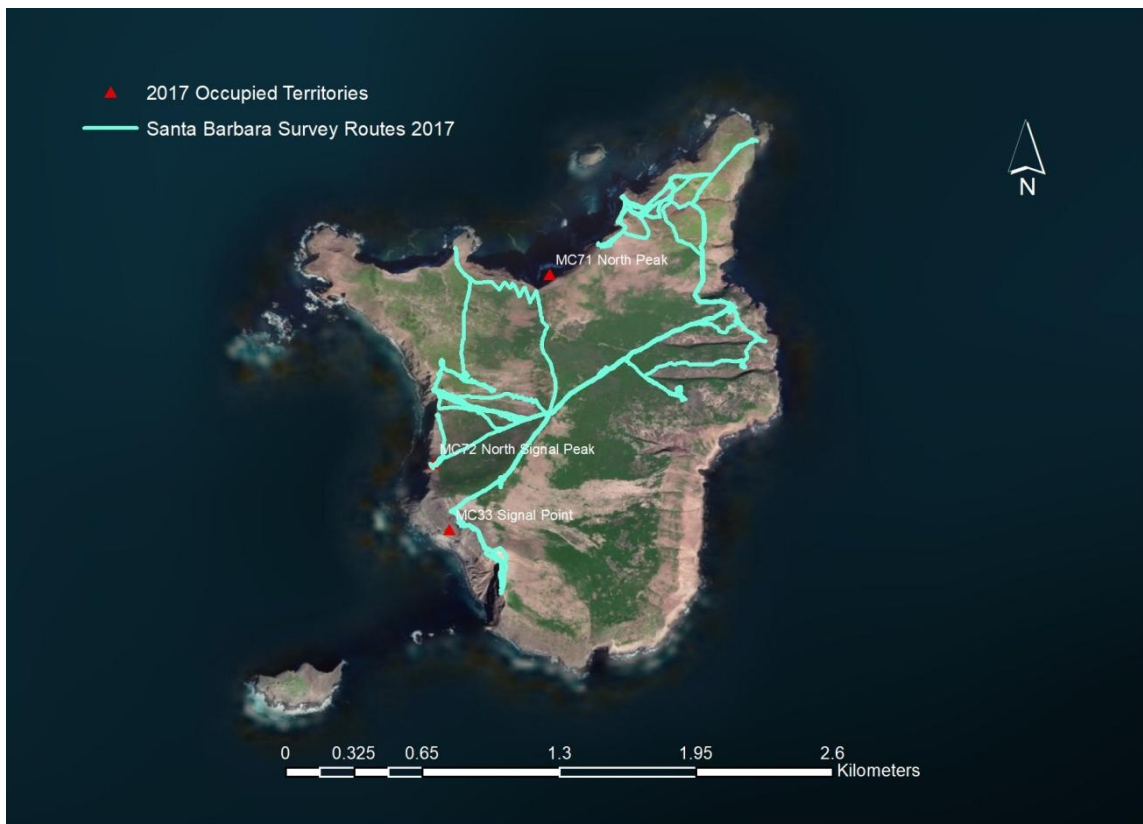 2017 Occupied Territories
Santa Barbara Survey Routes 2017
N
MC71 North Peak
MC72 North Signal Peak
MC33 Signal Point
0 0.325 0.65 1.3 1.95 2.6
Kilometers